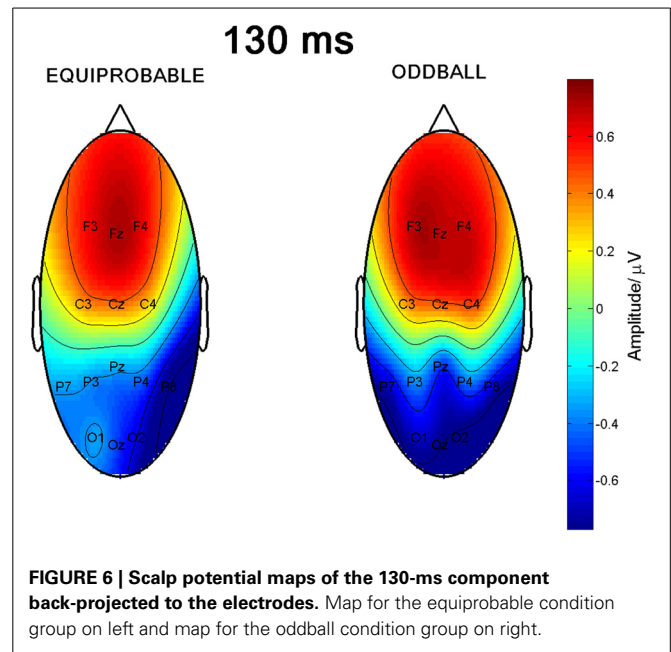 130 ms
EQUIPROBABLE ODDBALL
F3 Fz F4
C3 Cz C4
P7 P3 Pz P4 P8
O1 Oz O2
F3 Fz F4
C3 Cz C4
P7 P3 Pz P4 P8
O1 Oz O2
0.6
0.4
0.2
0
-0.2
-0.4
-0.6
Amplitude/ µV
FIGURE 6 | Scalp potential maps of the 130-ms component
back-projected to the electrodes. Map for the equiprobable condition
group on left and map for the oddball condition group on right.